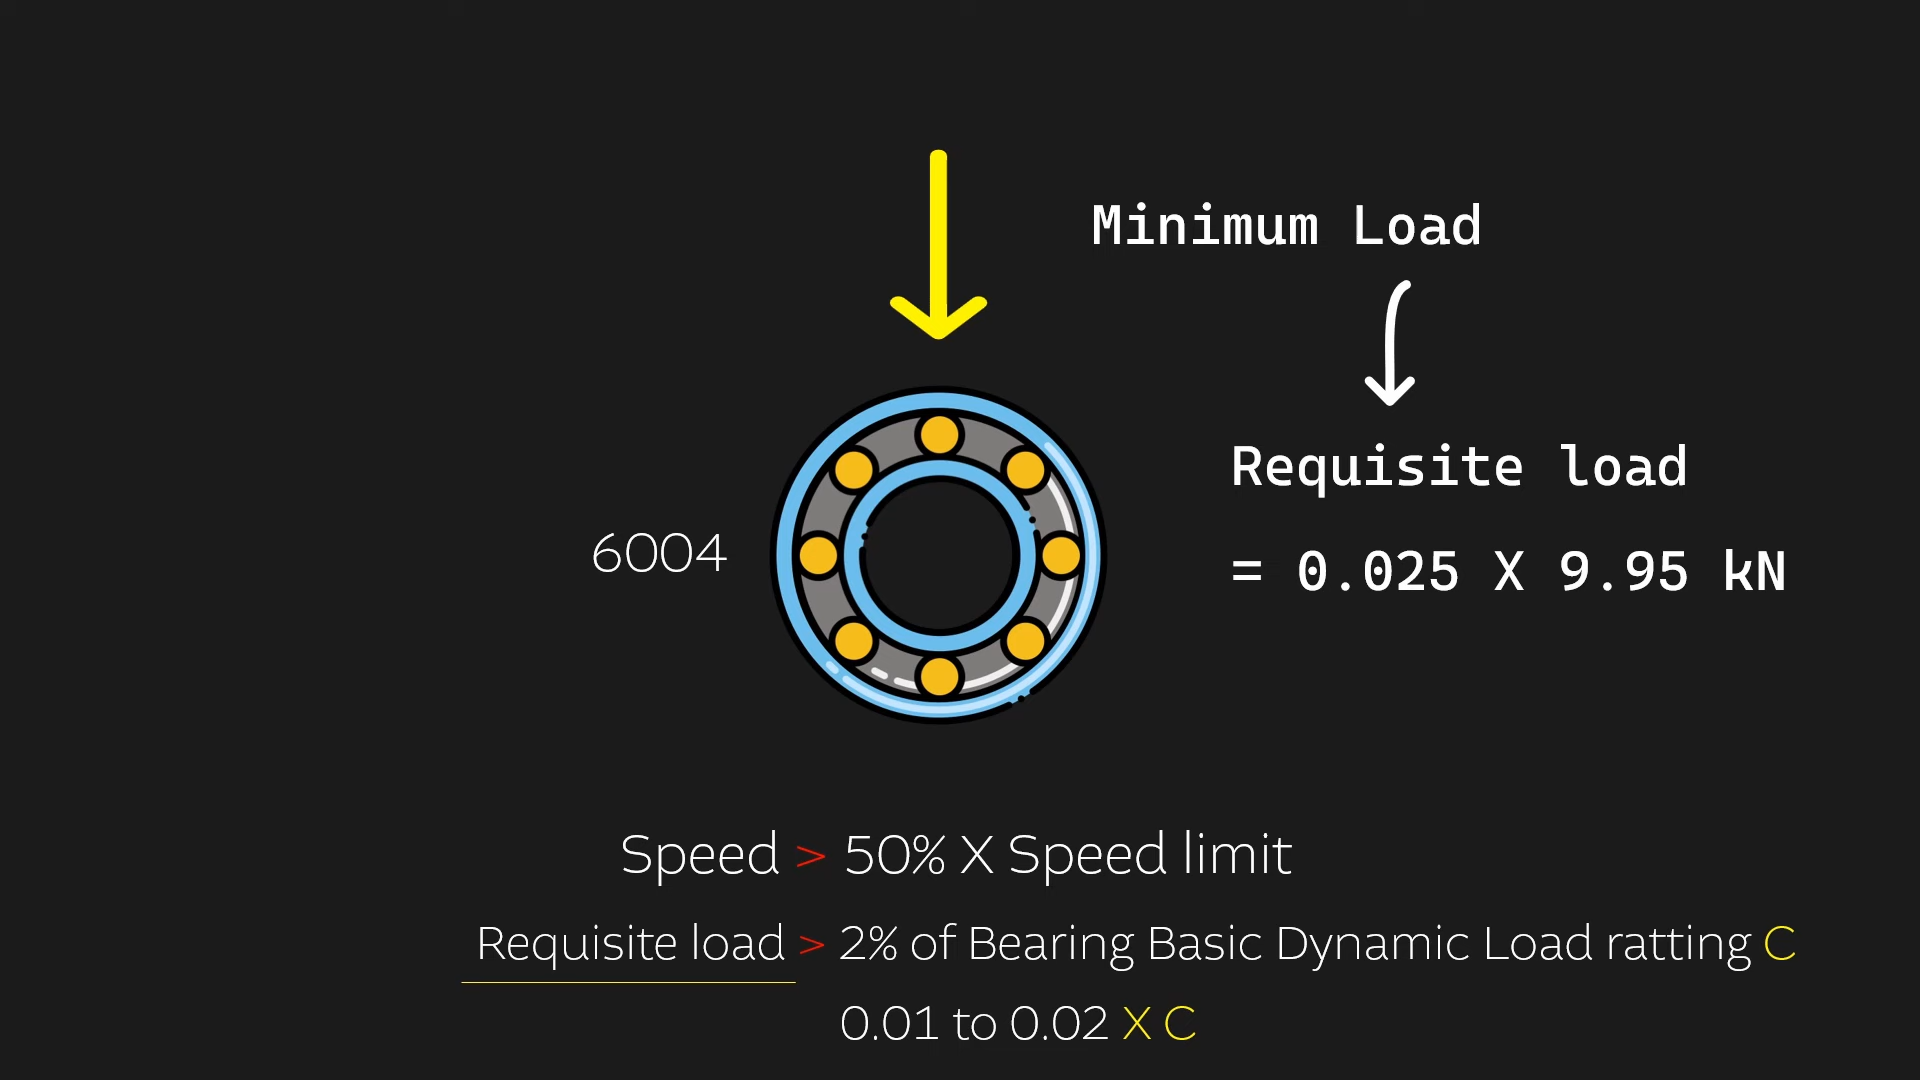 Minimum Load
Requisite load
6004
= 0.025 X 9.95 kN
Speed > 50% X Speed limit
Requisite load > 2% of Bearing Basic Dynamic Load ratting C
0.01 to 0.02 X C